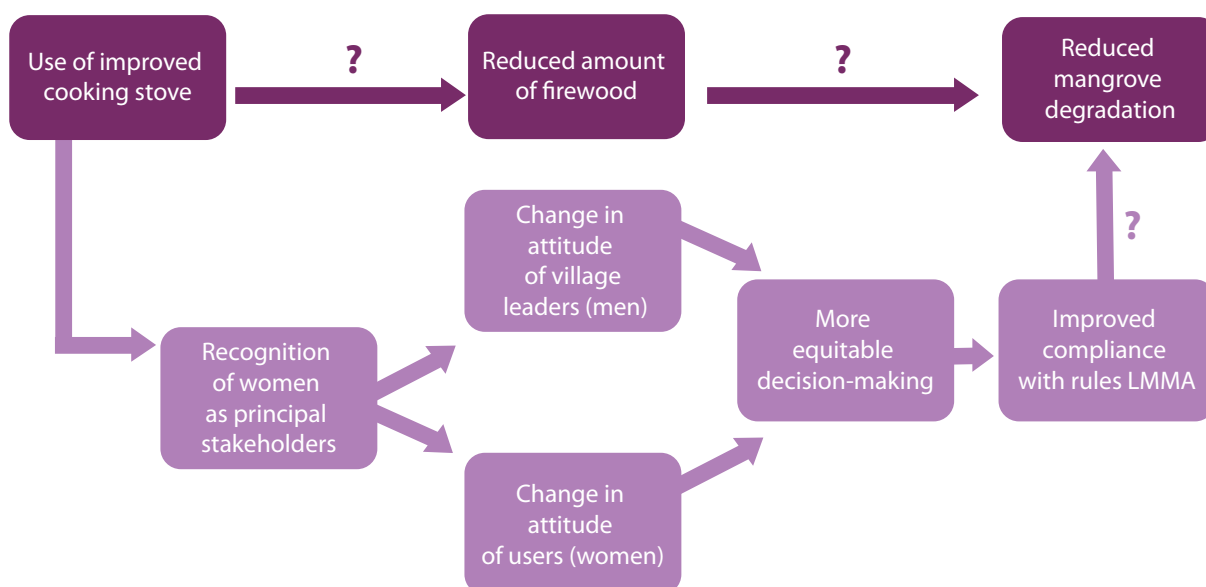 Use of improved
cooking stove
?
Reduced amount
of firewood
?
Reduced
mangrove
degradation
Change in
attitude
of village
leaders (men)
?
Recognition
of women
as principal
stakeholders
More
equitable
decision-making
Improved
compliance
with rules LMMA
Change in
attitude
of users (women)